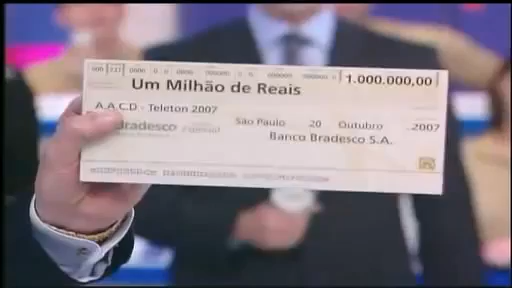 1.000.000,00
Um Milhão de Reais
A.A.C.D - Teleton 2007
São Paulo 20 Outubro 2007
Bradesco
Banco Bradesco S.A.